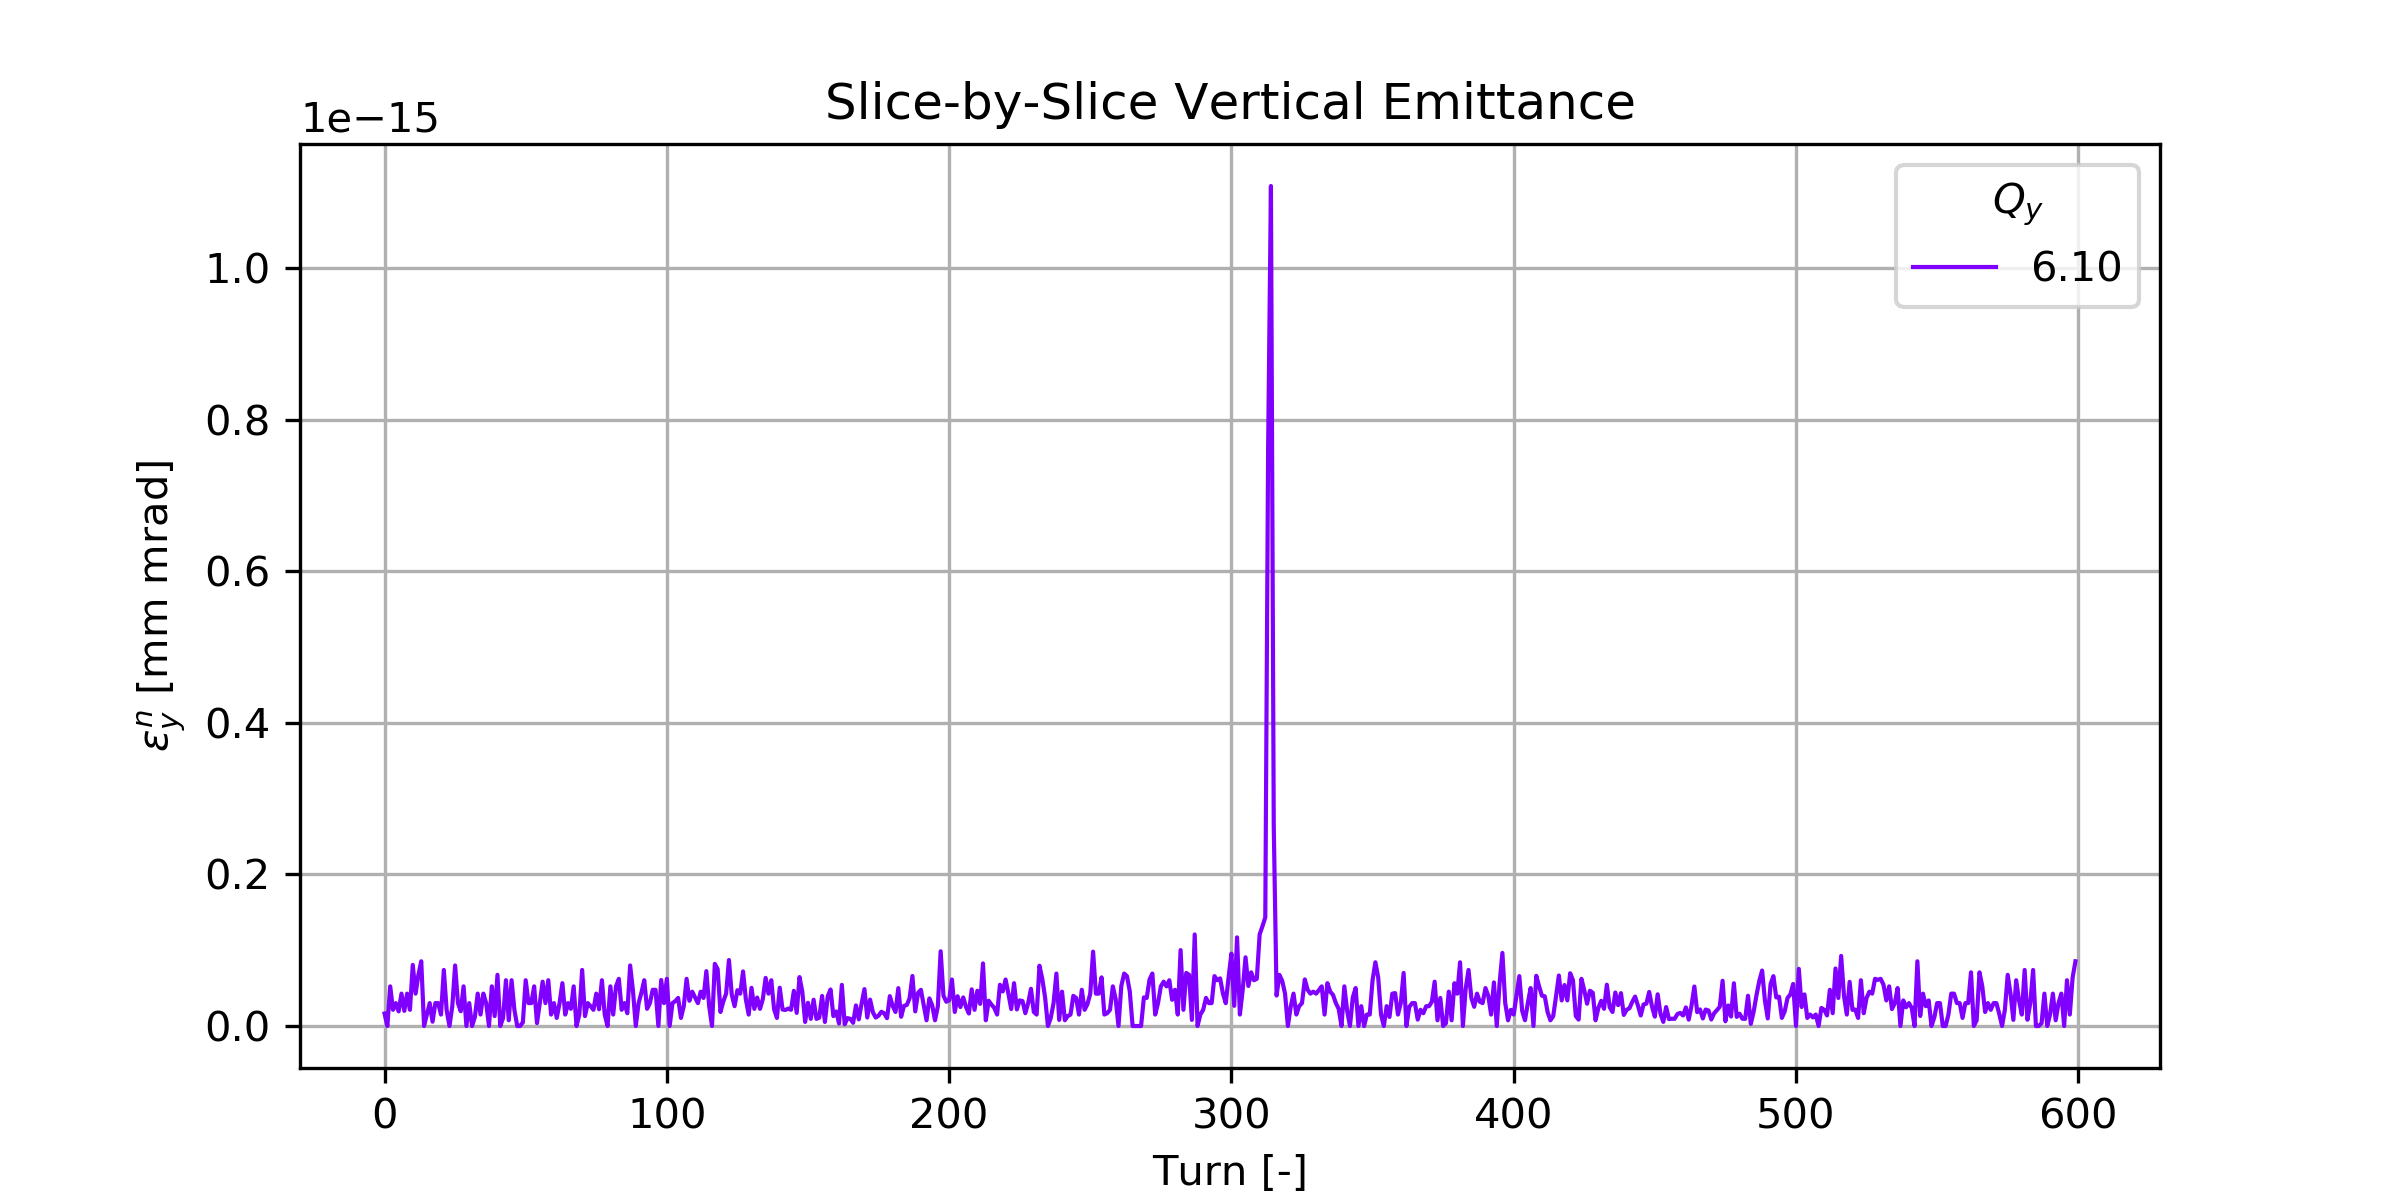 Slice-by-Slice Vertical Emittance
1e−15
Q_y
6.10
1.0
0.8
0.6
0.4
0.2
0.0
ε_y^n [mm mrad]
0 100 200 300 400 500 600
Turn [-]